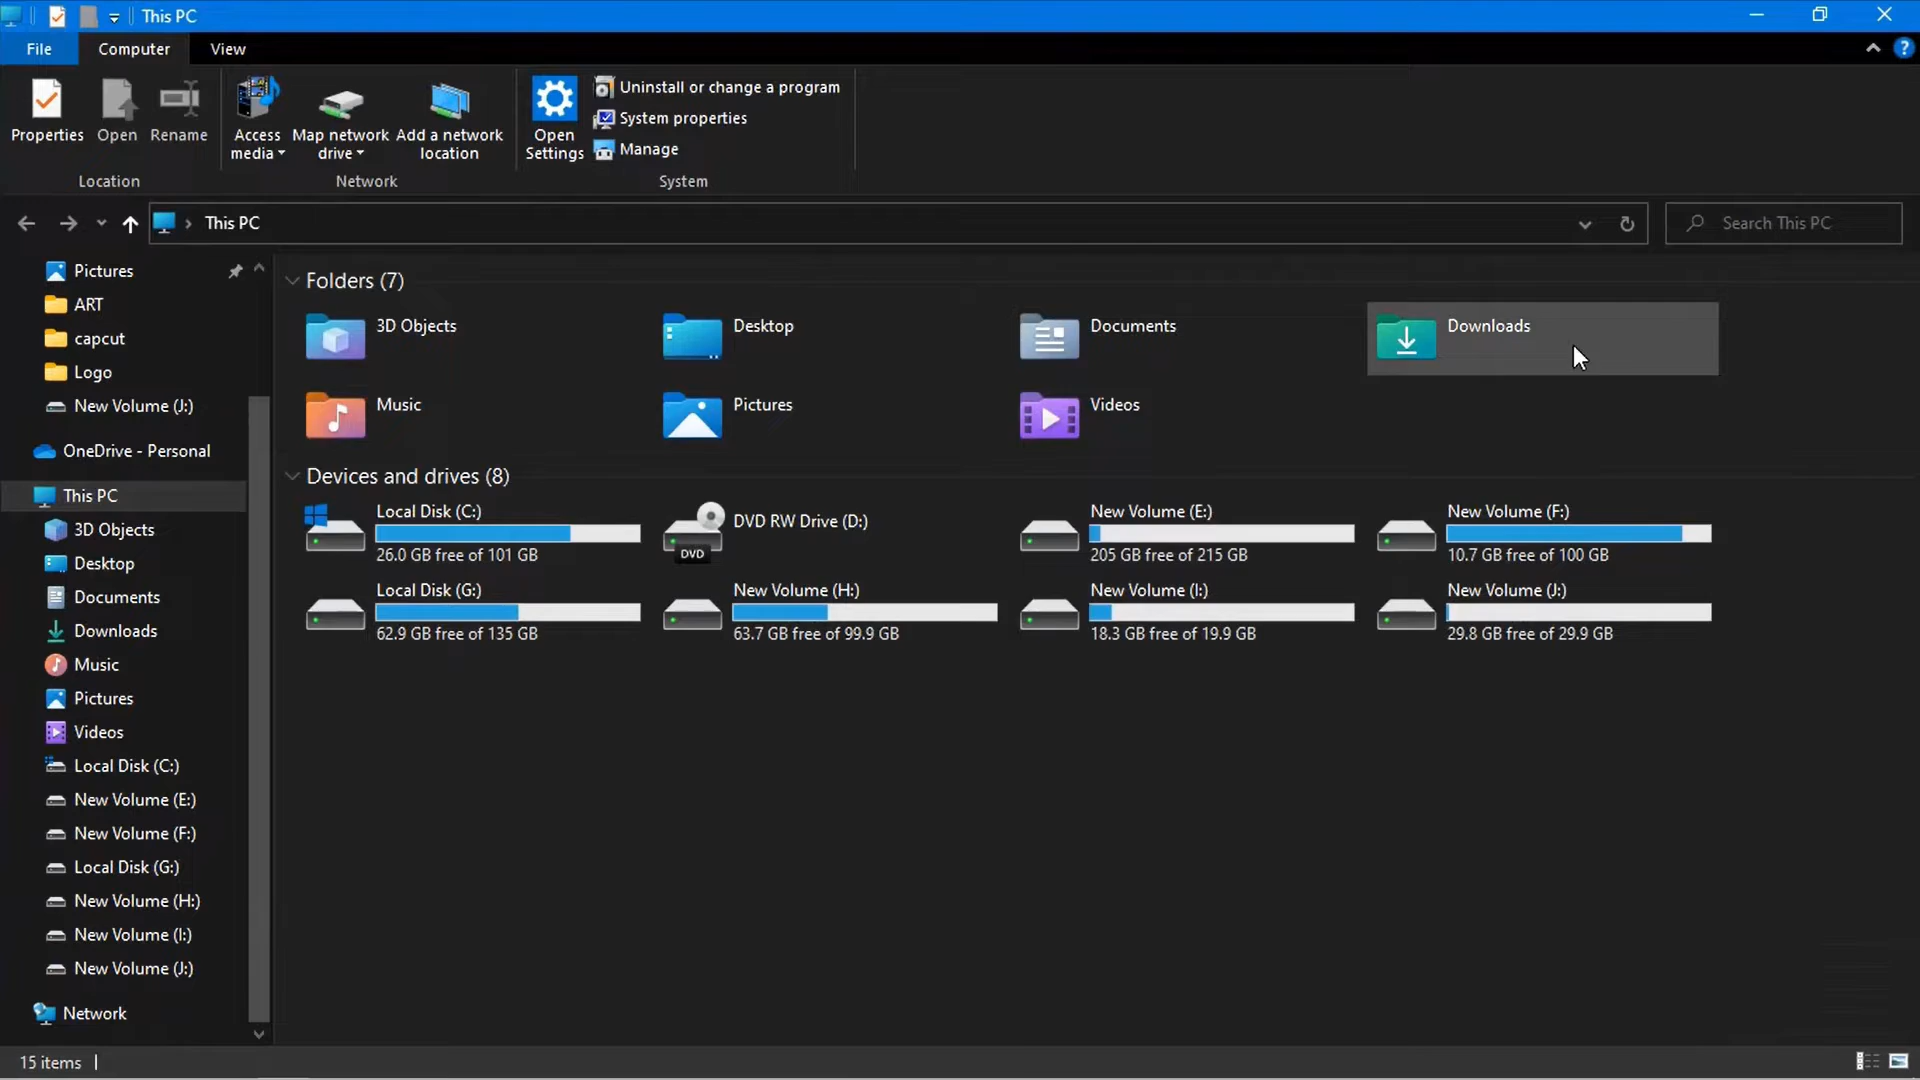 This PC
File Computer View
Properties Open Rename Access media Map network drive Add a network location Open Settings Uninstall or change a program
System properties
Manage
Location Network System
This PC Search This PC
Pictures
ART
capcut
Logo
New Volume (J:)
OneDrive - Personal
This PC
3D Objects
Desktop
Documents
Downloads
Music
Pictures
Videos
Local Disk (C:)
New Volume (E:)
New Volume (F:)
Local Disk (G:)
New Volume (H:)
New Volume (I:)
New Volume (J:)
Network
Folders (7)
3D Objects Desktop Documents Downloads
Music Pictures Videos
Devices and drives (8)
Local Disk (C:)
26.0 GB free of 101 GB
DVD
DVD RW Drive (D:)
New Volume (E:)
205 GB free of 215 GB
New Volume (F:)
10.7 GB free of 100 GB
Local Disk (G:)
62.9 GB free of 135 GB
New Volume (H:)
63.7 GB free of 99.9 GB
New Volume (I:)
18.3 GB free of 19.9 GB
New Volume (J:)
29.8 GB free of 29.9 GB
15 items